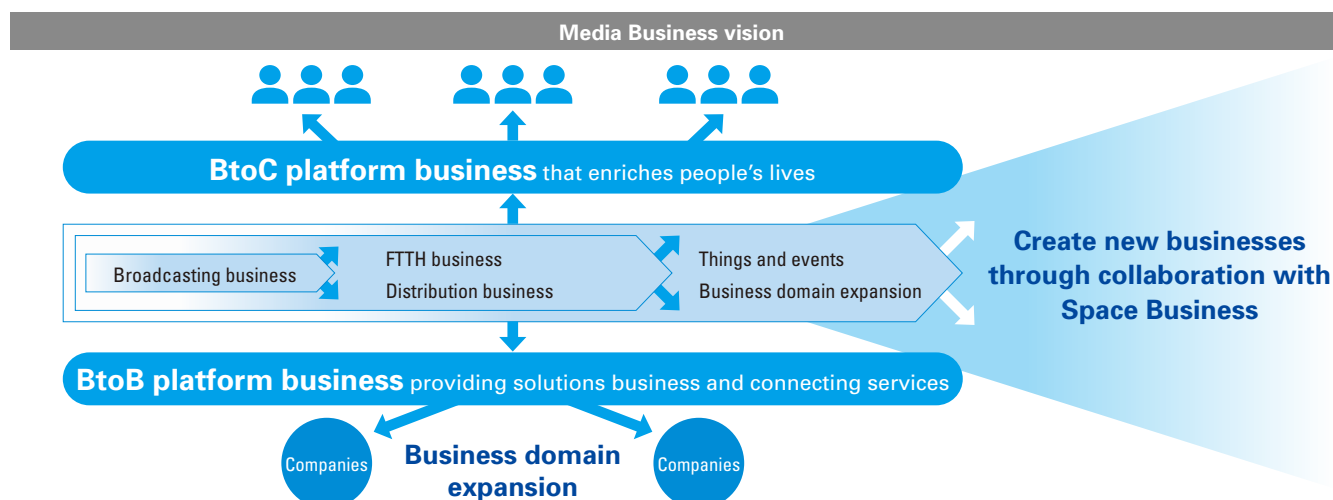 Media Business vision
BtoC platform business that enriches people's lives
Broadcasting business
FTTH business
Distribution business
Things and events
Business domain expansion
Create new businesses
through collaboration with
Space Business
BtoB platform business providing solutions business and connecting services
Companies
Business domain
expansion
Companies